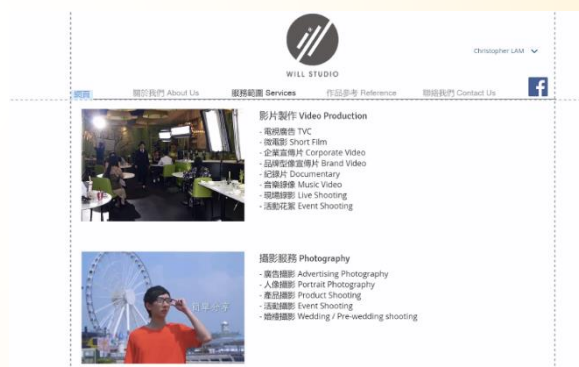 WILL STUDIO
Christopher LAM
網頁
關於我們 About Us
服務範圍 Services
作品參考 Reference
聯絡我們 Contact Us
f
影片製作 Video Production
- 電視廣告 TVC
- 微電影 Short Film
- 企業宣傳片 Corporate Video
- 品牌型像宣傳片 Brand Video
- 紀錄片 Documentary
- 音樂錄像 Music Video
- 現場錄影 Live Shooting
- 活動花絮 Event Shooting
攝影服務 Photography
- 廣告攝影 Advertising Photography
- 人像攝影 Portrait Photography
- 產品攝影 Product Shooting
- 活動攝影 Event Shooting
- 婚禮攝影 Wedding / Pre-wedding shooting